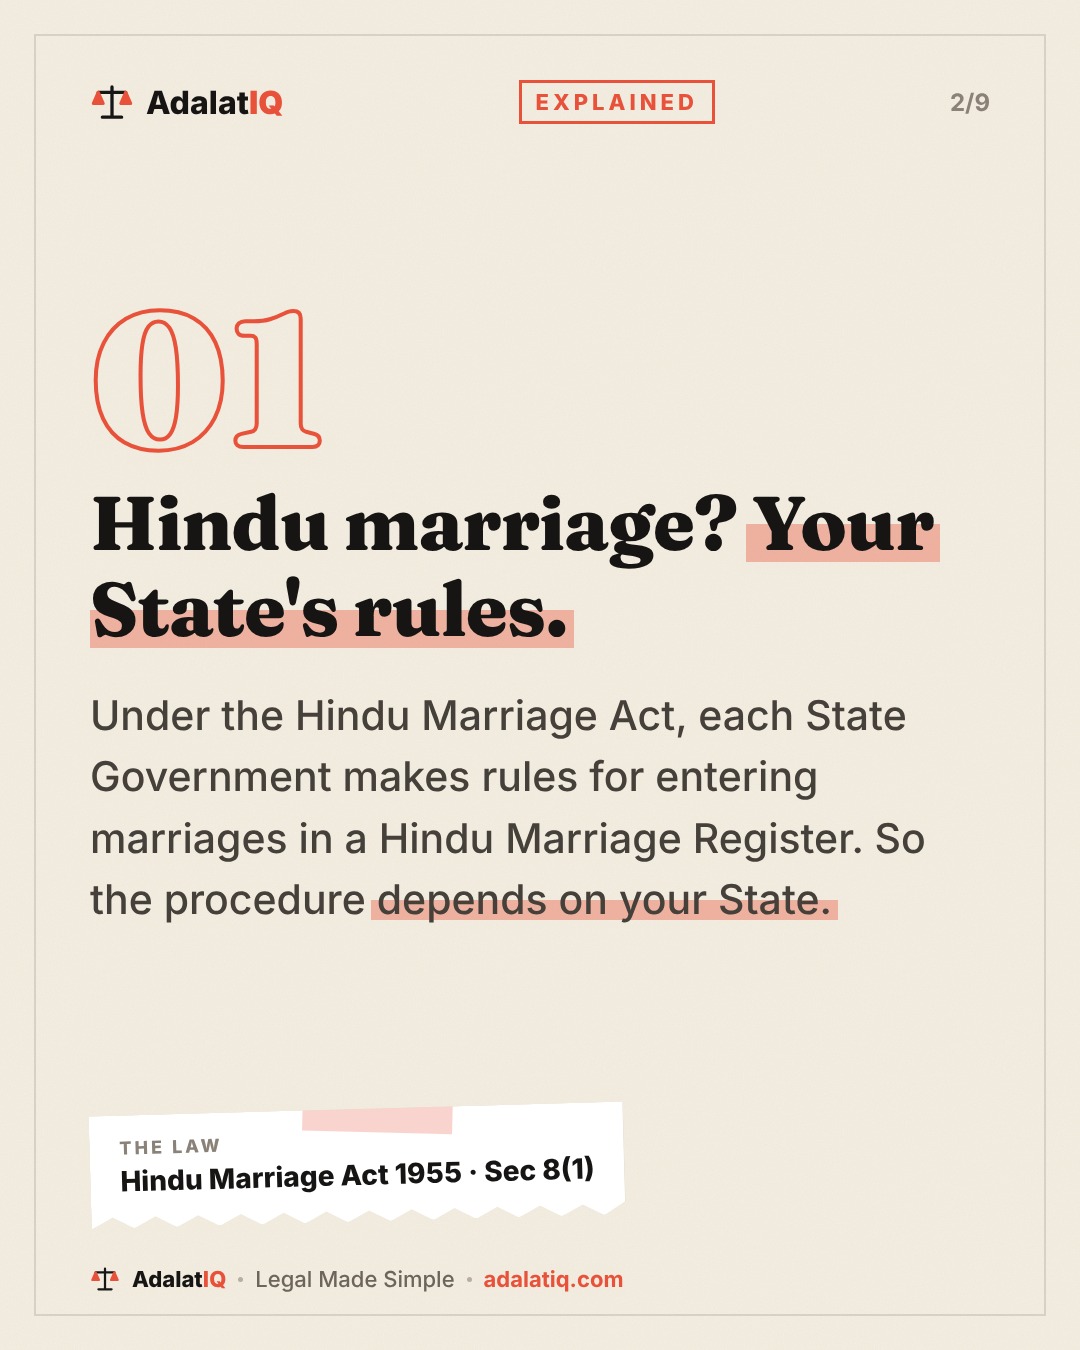 AdalatIQ
EXPLAINED
2/9
01
Hindu marriage? Your
State's rules.
Under the Hindu Marriage Act, each State
Government makes rules for entering
marriages in a Hindu Marriage Register. So
the procedure depends on your State.
THE LAW
Hindu Marriage Act 1955 · Sec 8(1)
AdalatIQ • Legal Made Simple • adalatiq.com